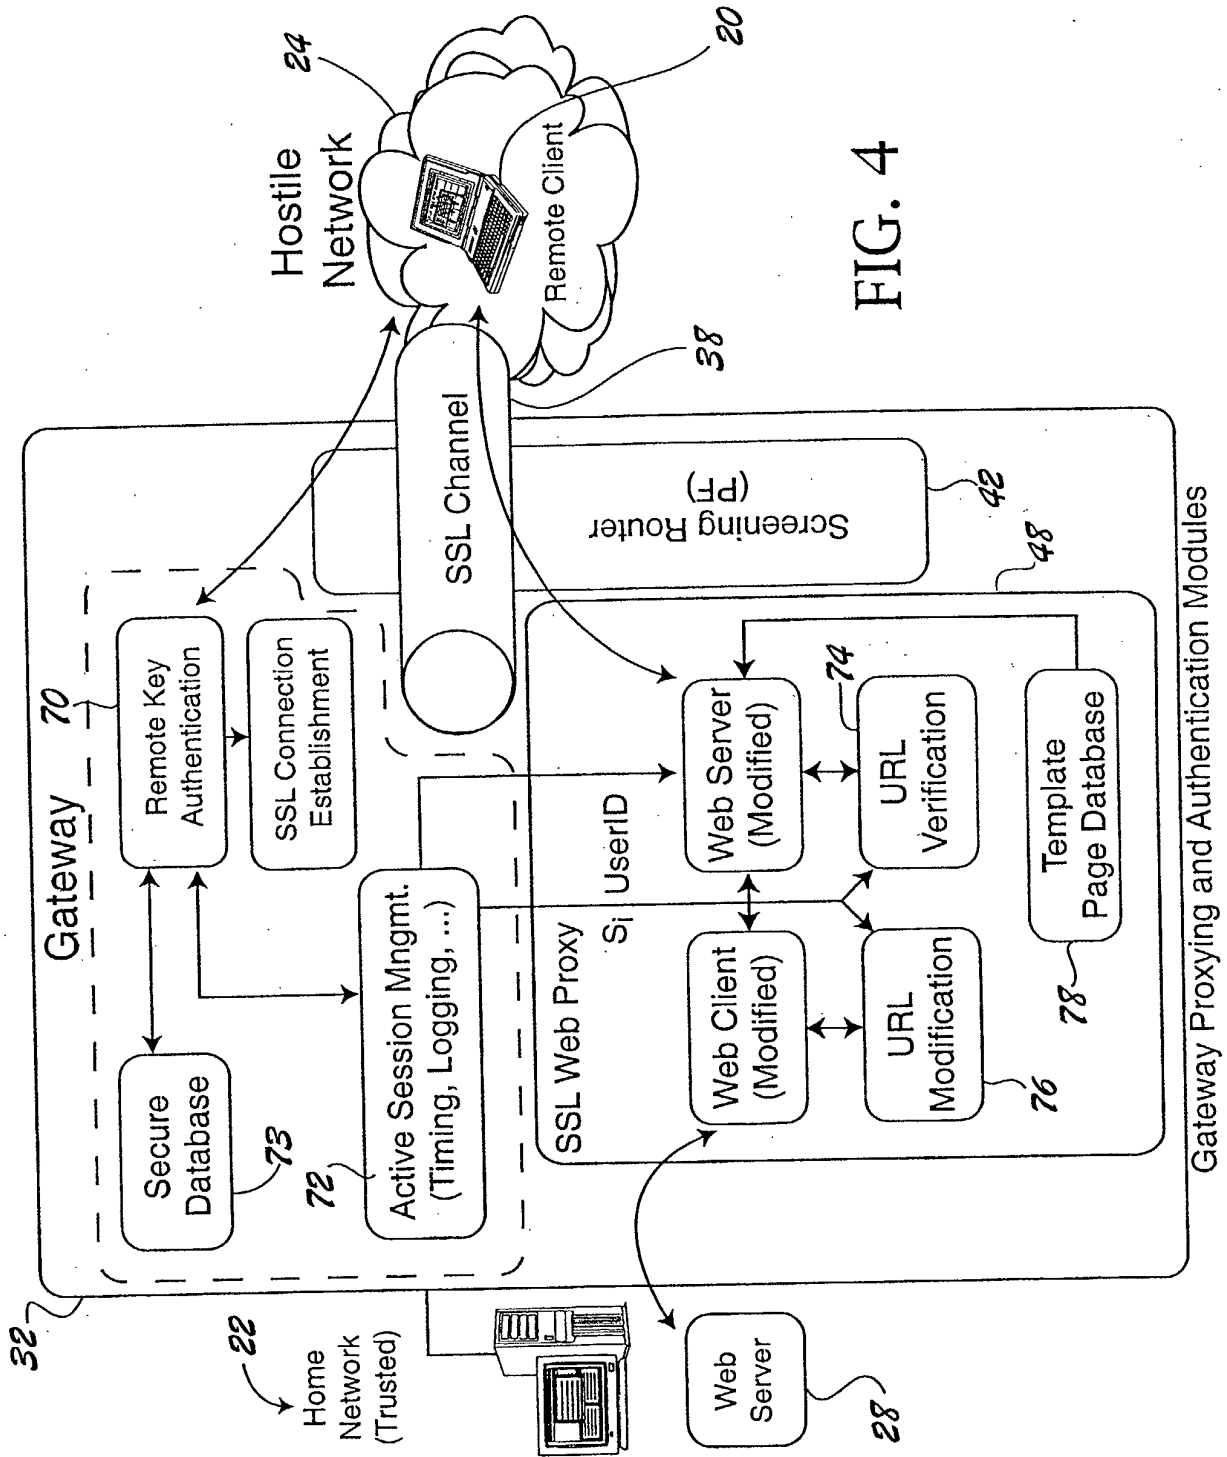 32
Gateway
Hostile
Network
24
20
Remote Client
22
Home
Network
(Trusted)
Web
Server
28
Secure
Database
73
70
Remote Key
Authentication
SSL Connection
Establishment
72
Active Session Mngmt.
(Timing, Logging, ...)
SSL Channel
38
Screening Router
(PF)
42
48
SSL Web Proxy
Si UserID
Web Client
(Modified)
Web Server
(Modified)
74
URL
Modification
76
URL
Verification
78
Template
Page Database
Gateway Proxying and Authentication Modules
FIG. 4